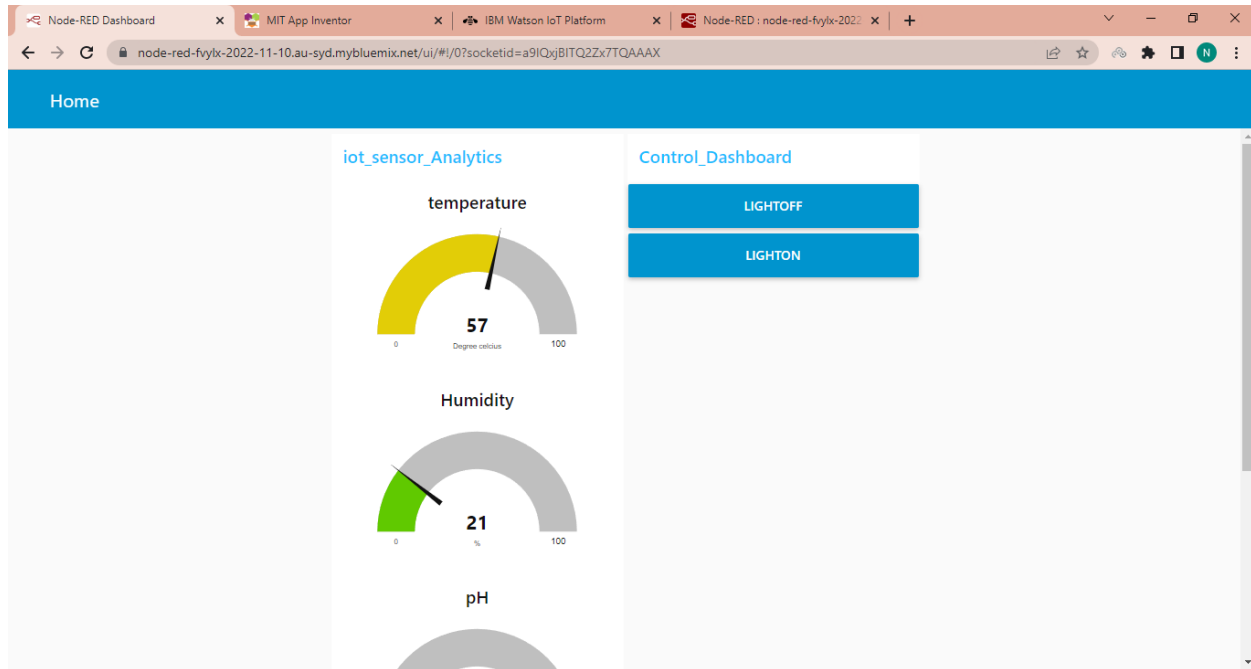 Node-RED Dashboard
MIT App Inventor
IBM Watson IoT Platform
Node-RED : node-red-fvylx-2022
node-red-fvylx-2022-11-10.au-syd.mybluemix.net/ui/#!/0?socketid=a9IQxjBITQ2Zx7TQAAAX
N
Home
iot_sensor_Analytics
temperature
57
0
Degree celcius
100
Humidity
21
0
%
100
pH
Control_Dashboard
LIGHTOFF
LIGHTON